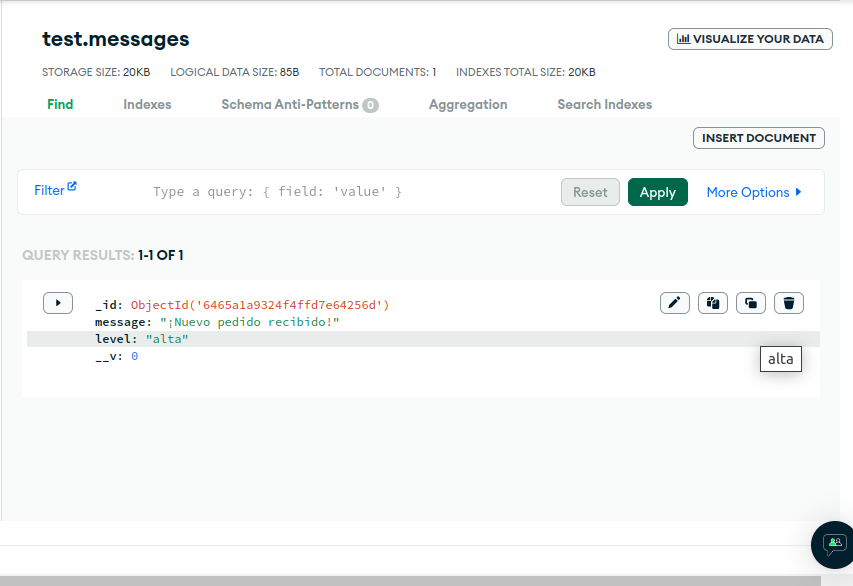 test.messages
VISUALIZE YOUR DATA
STORAGE SIZE: 20KB LOGICAL DATA SIZE: 85B TOTAL DOCUMENTS: 1 INDEXES TOTAL SIZE: 20KB
Find Indexes Schema Anti-Patterns 0 Aggregation Search Indexes
INSERT DOCUMENT
Filter Type a query: { field: 'value' } Reset Apply More Options
QUERY RESULTS: 1-1 OF 1
_id: ObjectId('6465a1a9324f4ffd7e64256d')
message: "¡Nuevo pedido recibido!"
level: "alta"
__v: 0
alta